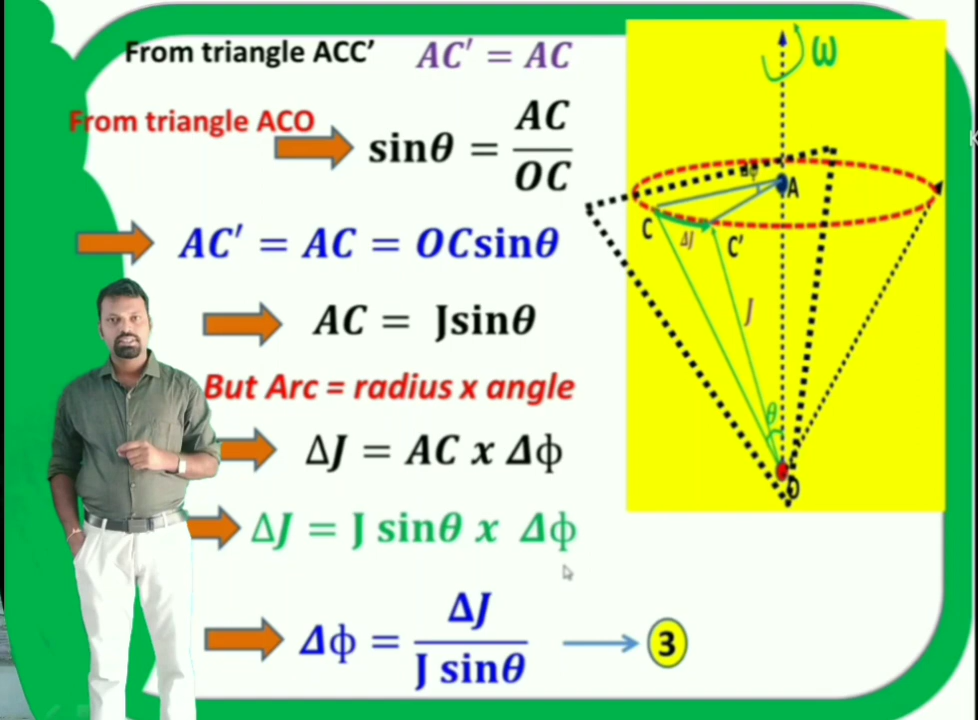 From triangle ACC′ AC′ = AC
From triangle ACO
sinθ = AC/OC
AC′ = AC = OCsinθ
AC = Jsinθ
But Arc = radius x angle
ΔJ = AC x Δϕ
ΔJ = J sinθ x Δϕ
Δϕ = ΔJ/J sinθ
3
ω
Δϕ
A
C
ΔJ
C′
J
θ
O
K